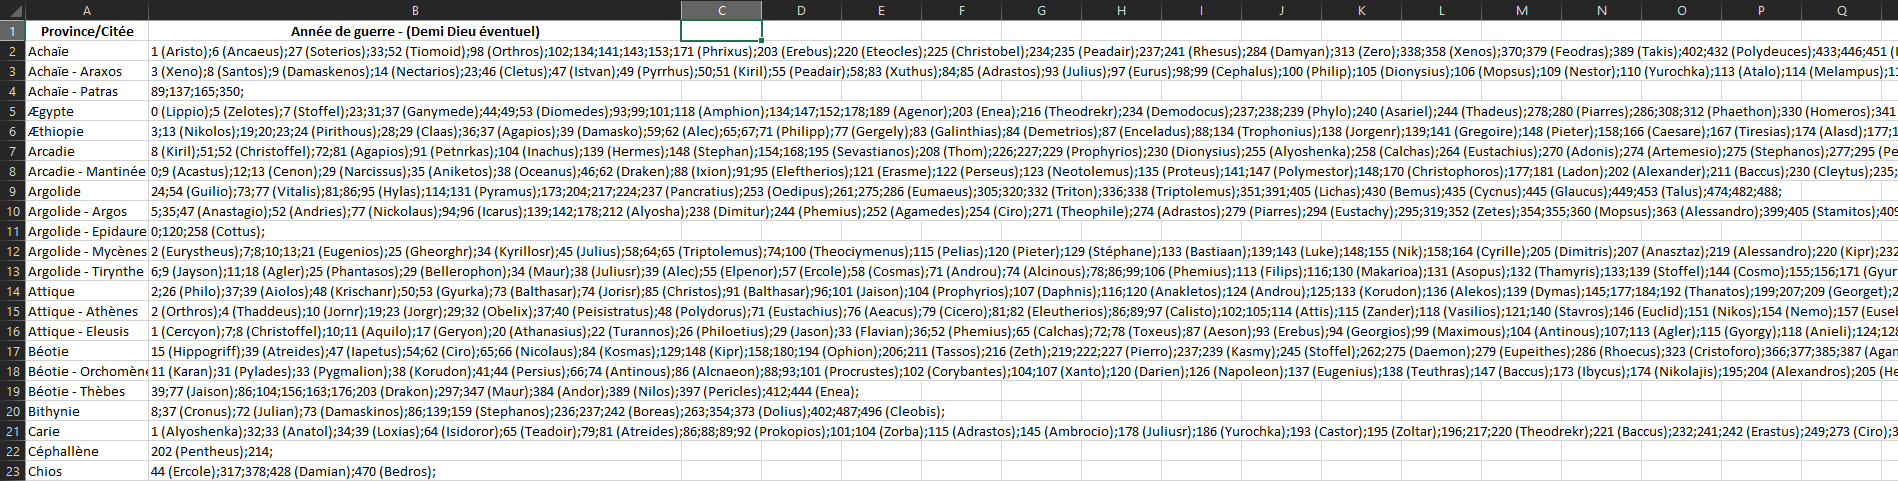 A B C D E F G H I J K L M N O P Q
1 Province/Citée Année de guerre - (Demi Dieu éventuel)
2 Achaïe 1 (Aristo);6 (Ancaeus);27 (Soterios);33;52 (Tiomoid);98 (Orthros);102;134;141;143;153;171 (Phrixus);203 (Erebus);220 (Eteocles);225 (Christobel);234;235 (Peadair);237;241 (Rhesus);284 (Damyan);313 (Zero);338;358 (Xenos);370;379 (Feodras);389 (Takis);402;432 (Polydeuces);433;446;451
3 Achaïe - Araxos 3 (Xeno);8 (Santos);9 (Damaskenos);14 (Nectarios);23;46 (Cletus);47 (Istvan);49 (Pyrrhus);50;51 (Kiril);55 (Peadair);58;83 (Xuthus);84;85 (Adrastos);93 (Julius);97 (Eurus);98;99 (Cephalus);100 (Philip);105 (Dionysius);106 (Mopsus);109 (Nestor);110 (Yurochka);113 (Atalo);114 (Melampus);
4 Achaïe - Patras 89;137;165;350;
5 Ægypte 0 (Lippio);5 (Zelotes);7 (Stoffel);23;31;37 (Ganymede);44;49;53 (Diomedes);93;99;101;118 (Amphion);134;147;152;178;189 (Agenor);203 (Enea);216 (Theodrekr);234 (Demodocus);237;238;239 (Phylo);240 (Asariel);244 (Thadeus);278;280 (Piarres);286;308;312 (Phaethon);330 (Homeros);341
6 Æthiopie 3;13 (Nikolos);19;20;23;24 (Pirithous);28;29 (Claas);36;37 (Agapios);39 (Damasko);59;62 (Alec);65;67;71 (Philipp);77 (Gergely);83 (Galinthias);84 (Demetrios);87 (Enceladus);88;134 (Trophonius);138 (Jorgenr);139;141 (Gregoire);148 (Pieter);158;166 (Caesare);167 (Tiresias);174 (Alasd);177;
7 Arcadie 8 (Kiril);51;52 (Christoffel);72;81 (Agapios);91 (Petnrkas);104 (Inachus);139 (Hermes);148 (Stephan);154;168;195 (Sevastianos);208 (Thom);226;227;229 (Prophyrios);230 (Dionysius);255 (Alyoshenka);258 (Calchas);264 (Eustachius);270 (Adonis);274 (Artemesio);275 (Stephanos);277;295 (Pe
8 Arcadie - Mantinée 0;9 (Acastus);12;13 (Cenon);29 (Narcissus);35 (Aniketos);38 (Oceanus);46;62 (Draken);88 (Ixion);91;95 (Eleftherios);121 (Erasme);122 (Perseus);123 (Neotolemus);135 (Proteus);141;147 (Polymestor);148;170 (Christophoros);177;181 (Ladon);202 (Alexander);211 (Baccus);230 (Cleytus);235;
9 Argolide 24;54 (Guilio);73;77 (Vitalis);81;86;95 (Hylas);114;131 (Pyramus);173;204;217;224;237 (Pancratius);253 (Oedipus);261;275;286 (Eumaeus);305;320;332 (Triton);336;338 (Triptolemus);351;391;405 (Lichas);430 (Bemus);435 (Cycnus);445 (Glaucus);449;453 (Talus);474;482;488;
10 Argolide - Argos 5;35;47 (Anastagio);52 (Andries);77 (Nickolaus);94;96 (Icarus);139;142;178;212 (Alyosha);238 (Dimitur);244 (Phemius);252 (Agamedes);254 (Ciro);271 (Theophile);274 (Adrastos);279 (Piarres);294 (Eustachy);295;319;352 (Zetes);354;355;360 (Mopsus);363 (Alessandro);399;405 (Stamitos);409
11 Argolide - Epidaure 0;120;258 (Cottus);
12 Argolide - Mycènes 2 (Eurystheus);7;8;10;13;21 (Eugenios);25 (Gheorghr);34 (Kyrillosr);45 (Julius);58;64;65 (Triptolemus);74;100 (Theociymenus);115 (Pelias);120 (Pieter);129 (Stéphane);133 (Bastiaan);139;143 (Luke);148;155 (Nik);158;164 (Cyrille);205 (Dimitris);207 (Anasztaz);219 (Alessandro);220 (Kipr);232
13 Argolide - Tirynthe 6;9 (Jayson);11;18 (Agler);25 (Phantasos);29 (Bellerophon);34 (Maur);38 (Juliusr);39 (Alec);55 (Elpenor);57 (Ercole);58 (Cosmas);71 (Androu);74 (Alcinous);78;86;99;106 (Phemius);113 (Filips);116;130 (Makarioa);131 (Asopus);132 (Thamyris);133;139 (Stoffel);144 (Cosmo);155;156;171 (Gyur
14 Attique 2;26 (Philo);37;39 (Aiolos);48 (Krischanr);50;53 (Gyurka);73 (Balthasar);74 (Jorisr);85 (Christos);91 (Balthasar);96;101 (Jaison);104 (Prophyrios);107 (Daphnis);116;120 (Anakletos);124 (Androu);125;133 (Korudon);136 (Alekos);139 (Dymas);145;177;184;192 (Thanatos);199;207;209 (Georget);2
15 Attique - Athènes 2 (Orthros);4 (Thaddeus);10 (Jornr);19;23 (Jorgr);29;32 (Obelix);37;40 (Peisistratus);48 (Polydorus);71 (Eustachius);76 (Aeacus);79 (Cicero);81;82 (Eleutherios);86;89;97 (Calisto);102;105;114 (Attis);115 (Zander);118 (Vasilios);121;140 (Stavros);146 (Euclid);151 (Nikos);154 (Nemo);157 (Euseb
16 Attique - Eleusis 1 (Cercyon);7;8 (Christoffel);10;11 (Aquilo);17 (Geryon);20 (Athanasius);22 (Turannos);26 (Philoetius);29 (Jason);33 (Flavian);36;52 (Phemius);65 (Calchas);72;78 (Toxeus);87 (Aeson);93 (Erebus);94 (Georgios);99 (Maximous);104 (Antinous);107;113 (Agler);115 (Gyorgy);118 (Anieli);124;128
17 Béotie 15 (Hippogriff);39 (Atreides);47 (Iapetus);54;62 (Ciro);65;66 (Nicolaus);84 (Kosmas);129;148 (Kipr);158;180;194 (Ophion);206;211 (Tassos);216 (Zeth);219;222;227 (Pierro);237;239 (Kasmy);245 (Stoffel);262;275 (Daemon);279 (Eupeithes);286 (Rhoecus);323 (Cristoforo);366;377;385;387 (Agan
18 Béotie - Orchomène 11 (Karan);31 (Pylades);33 (Pygmalion);38 (Korudon);41;44 (Persius);66;74 (Antinous);86 (Alcnaeon);88;93;101 (Procrustes);102 (Corybantes);104;107 (Xanto);120 (Darien);126 (Napoleon);137 (Eugenius);138 (Teuthras);147 (Baccus);173 (Ibycus);174 (Nikolajis);195;204 (Alexandros);205 (He
19 Béotie - Thèbes 39;77 (Jaison);86;104;156;163;176;203 (Drakon);297;347 (Maur);384 (Andor);389 (Nilos);397 (Pericles);412;444 (Enea);
20 Bithynie 8;37 (Cronus);72 (Julian);73 (Damaskinos);86;139;159 (Stephanos);236;237;242 (Boreas);263;354;373 (Dolius);402;487;496 (Cleobis);
21 Carie 1 (Alyoshenka);32;33 (Anatol);34;39 (Loxias);64 (Isidoror);65 (Teadoir);79;81 (Atreides);86;88;89;92 (Prokopios);101;104 (Zorba);115 (Adrastos);145 (Ambrocio);178 (Juliusr);186 (Yurochka);193 (Castor);195 (Zoltar);196;217;220 (Theodrekr);221 (Baccus);232;241;242 (Erastus);249;273 (Ciro);3
22 Céphallène 202 (Pentheus);214;
23 Chios 44 (Ercole);317;378;428 (Damian);470 (Bedros);